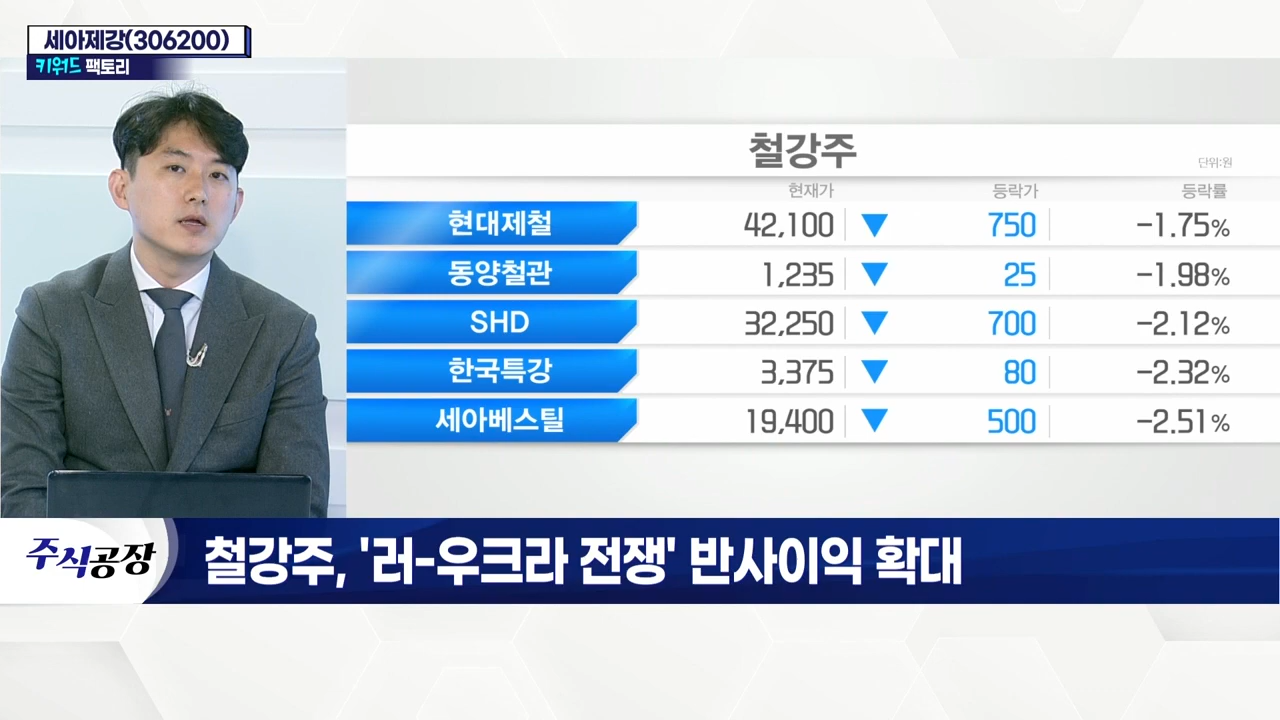 세아제강(306200)
키워드 팩토리
철강주
단위:원
현재가 등락가 등락률
현대제철 42,100 ▼ 750 -1.75%
동양철관 1,235 ▼ 25 -1.98%
SHD 32,250 ▼ 700 -2.12%
한국특강 3,375 ▼ 80 -2.32%
세아베스틸 19,400 ▼ 500 -2.51%
주식공장
철강주, '러-우크라 전쟁' 반사이익 확대